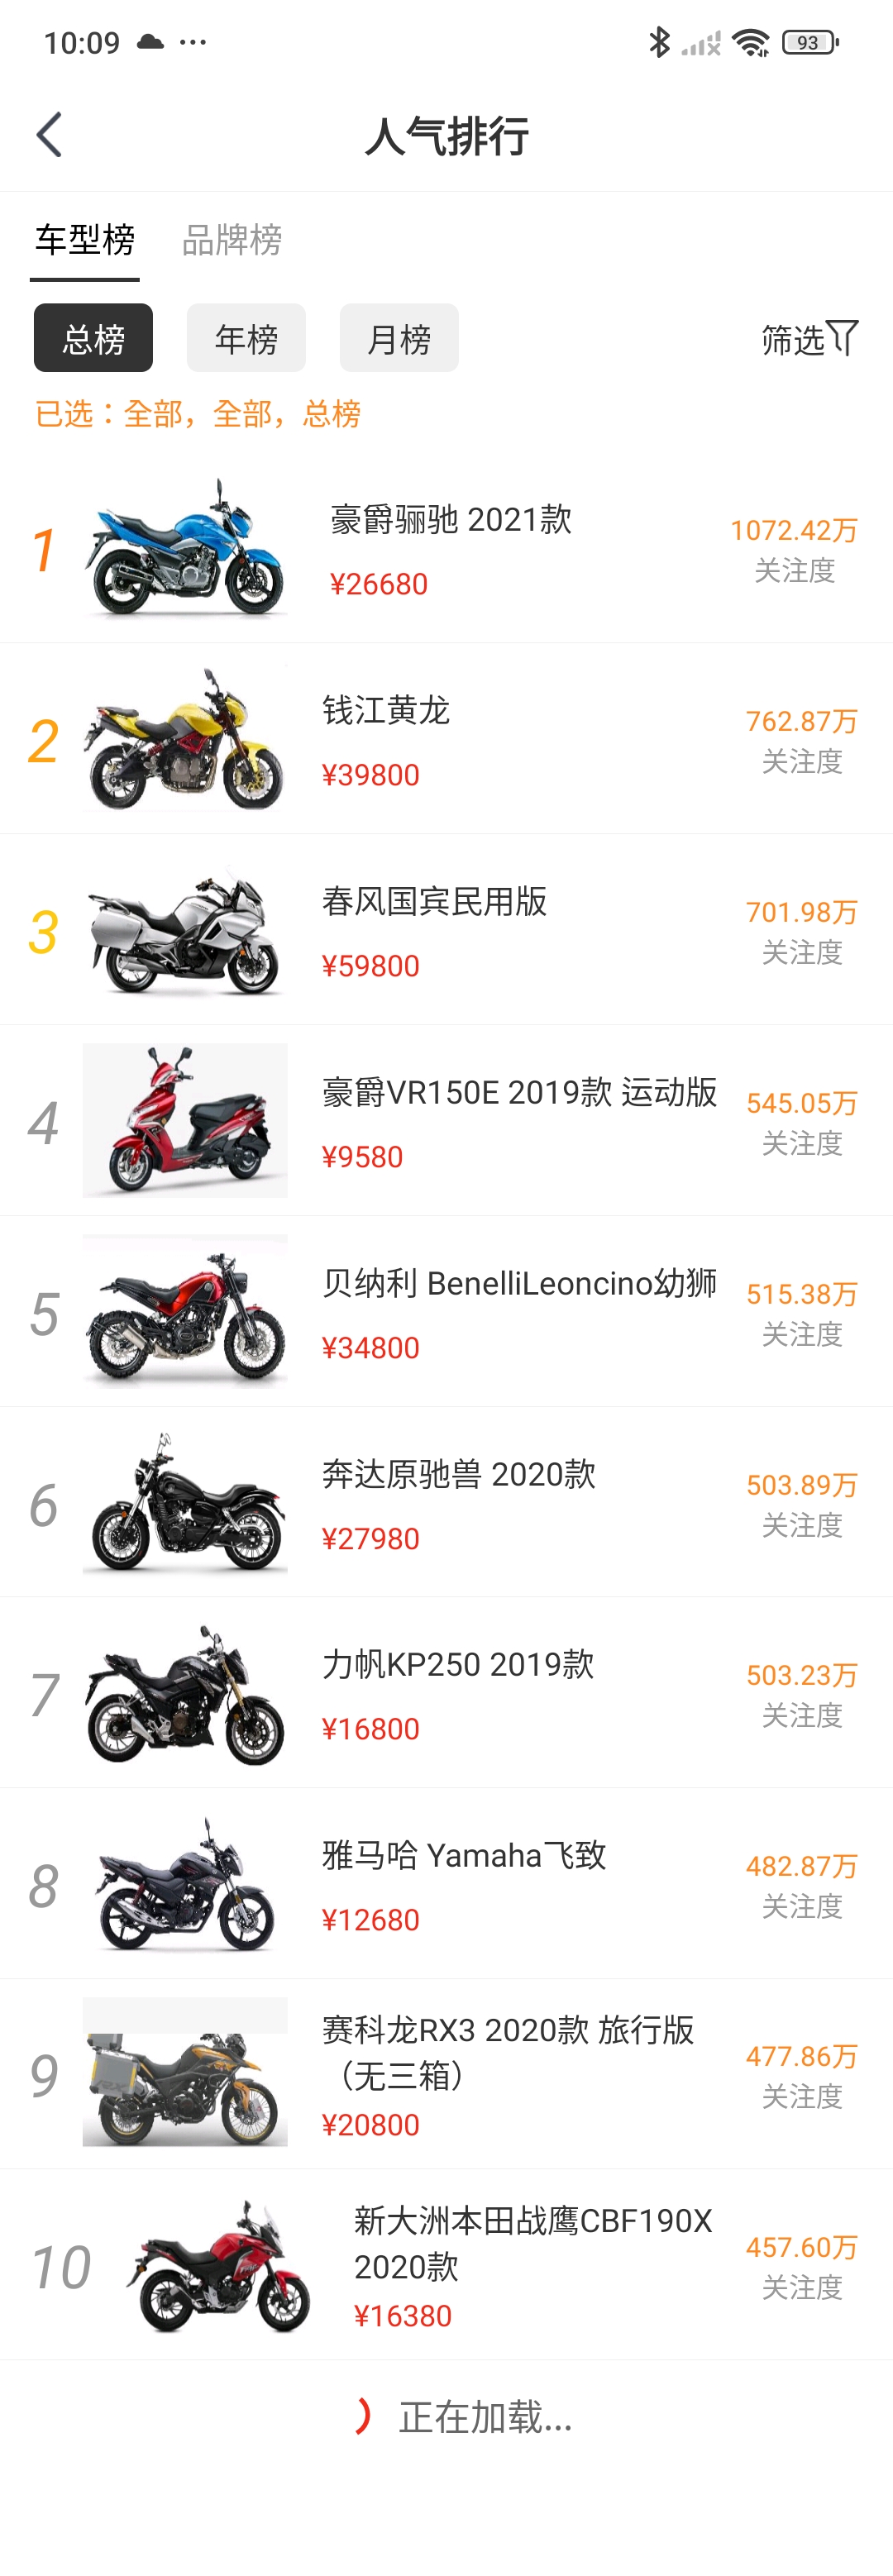 10:09
93
人气排行
车型榜 品牌榜
总榜 年榜 月榜 筛选
已选：全部，全部，总榜
1
豪爵骊驰 2021款
¥26680
1072.42万
关注度
2
钱江黄龙
¥39800
762.87万
关注度
3
春风国宾民用版
¥59800
701.98万
关注度
4
豪爵VR150E 2019款 运动版
¥9580
545.05万
关注度
5
贝纳利 BenelliLeoncino幼狮
¥34800
515.38万
关注度
6
奔达原驰兽 2020款
¥27980
503.89万
关注度
7
力帆KP250 2019款
¥16800
503.23万
关注度
8
雅马哈 Yamaha飞致
¥12680
482.87万
关注度
9
赛科龙RX3 2020款 旅行版
（无三箱）
¥20800
477.86万
关注度
10
新大洲本田战鹰CBF190X
2020款
¥16380
457.60万
关注度
正在加载...